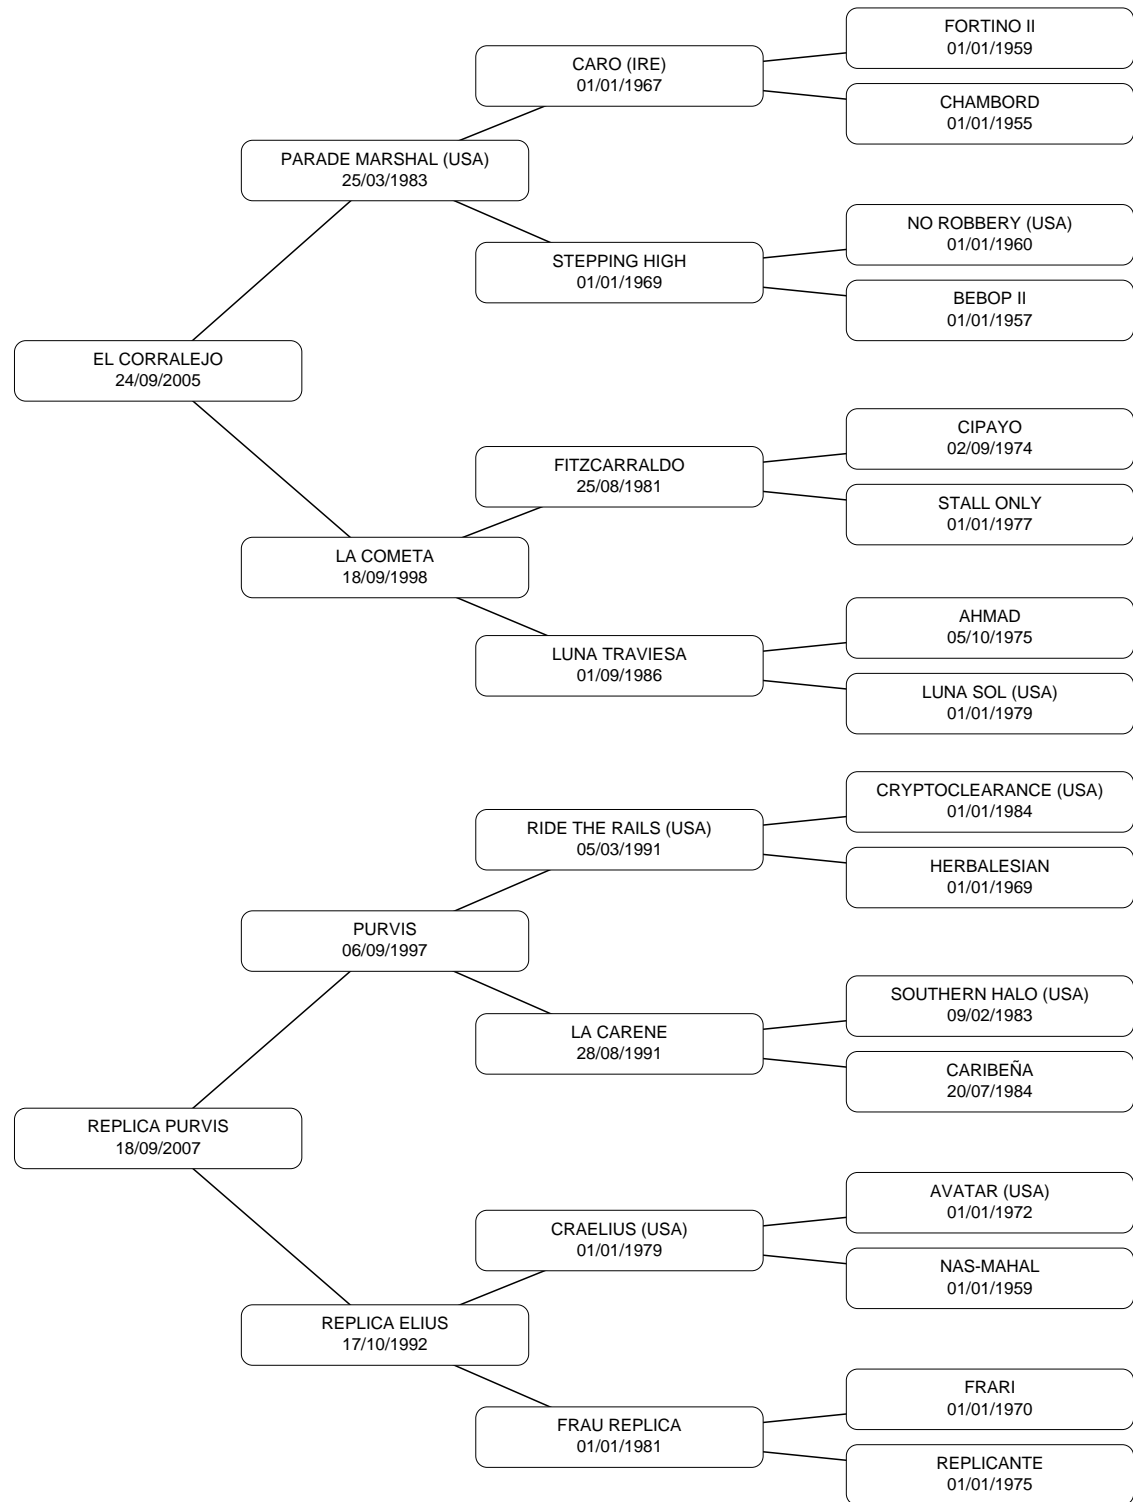 FORTINO II
01/01/1959
CARO (IRE)
01/01/1967
CHAMBORD
01/01/1955
PARADE MARSHAL (USA)
25/03/1983
NO ROBBERY (USA)
01/01/1960
STEPPING HIGH
01/01/1969
BEBOP II
01/01/1957
EL CORRALEJO
24/09/2005
CIPAYO
02/09/1974
FITZCARRALDO
25/08/1981
STALL ONLY
01/01/1977
LA COMETA
18/09/1998
AHMAD
05/10/1975
LUNA TRAVIESA
01/09/1986
LUNA SOL (USA)
01/01/1979
CRYPTOCLEARANCE (USA)
01/01/1984
RIDE THE RAILS (USA)
05/03/1991
HERBALESIAN
01/01/1969
PURVIS
06/09/1997
SOUTHERN HALO (USA)
09/02/1983
LA CARENE
28/08/1991
CARIBEÑA
20/07/1984
REPLICA PURVIS
18/09/2007
AVATAR (USA)
01/01/1972
CRAELIUS (USA)
01/01/1979
NAS-MAHAL
01/01/1959
REPLICA ELIUS
17/10/1992
FRARI
01/01/1970
FRAU REPLICA
01/01/1981
REPLICANTE
01/01/1975